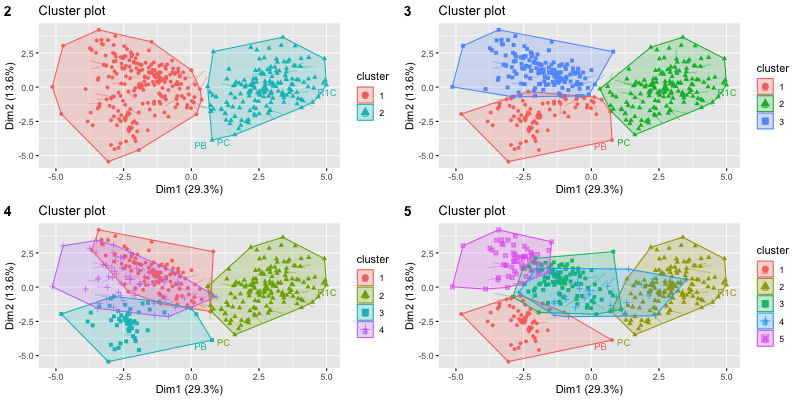 2 Cluster plot
2.5
0.0
-2.5
-5.0
Dim2 (13.6%)
-5.0 -2.5 0.0 2.5 5.0
Dim1 (29.3%)
PB PC
R1C
cluster
1
2
3 Cluster plot
2.5
0.0
-2.5
-5.0
Dim2 (13.6%)
-5.0 -2.5 0.0 2.5 5.0
Dim1 (29.3%)
PB PC
R1C
cluster
1
2
3
4 Cluster plot
2.5
0.0
-2.5
-5.0
Dim2 (13.6%)
-5.0 -2.5 0.0 2.5 5.0
Dim1 (29.3%)
PB PC
R1C
cluster
1
2
3
4
5 Cluster plot
2.5
0.0
-2.5
-5.0
Dim2 (13.6%)
-5.0 -2.5 0.0 2.5 5.0
Dim1 (29.3%)
PB PC
R1C
cluster
1
2
3
4
5